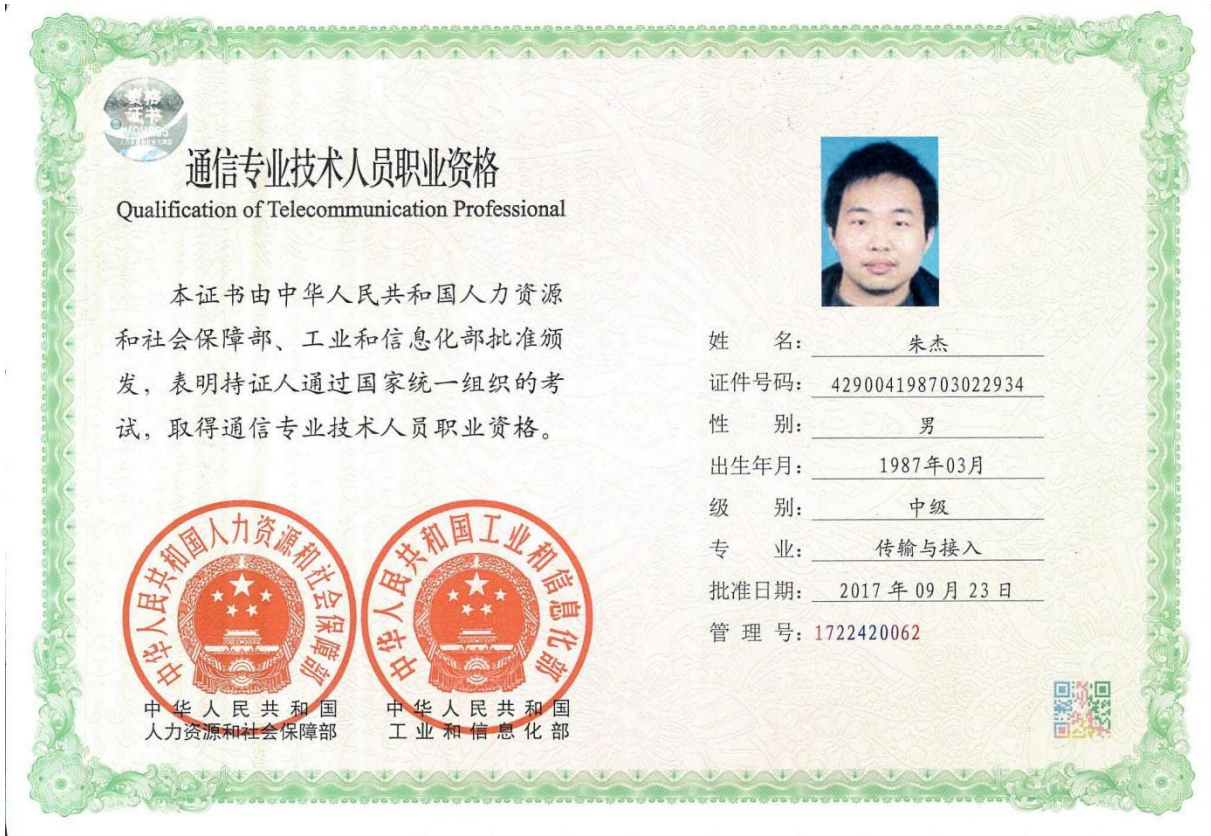 资格
证书
MOHRSS
通信专业技术人员职业资格
Qualification of Telecommunication Professional
本证书由中华人民共和国人力资源
和社会保障部、工业和信息化部批准颁
发，表明持证人通过国家统一组织的考
试，取得通信专业技术人员职业资格。
中华人民共和国人力资源和社会保障部
中华人民共和国工业和信息化部
中华人民共和国
人力资源和社会保障部
中华人民共和国
工业和信息化部
姓 名：朱杰
证件号码：429004198703022934
性 别：男
出生年月：1987年03月
级 别：中级
专 业：传输与接入
批准日期：2017年09月23日
管 理 号：1722420062